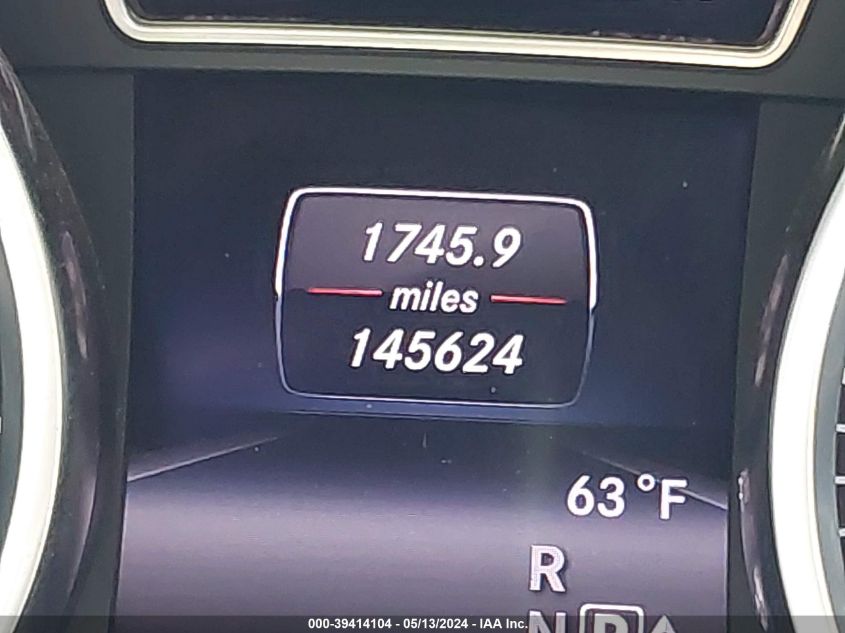 1745.9
miles
145624
63 °F
R
N D
000-39414104 - 05/13/2024 - IAA Inc.